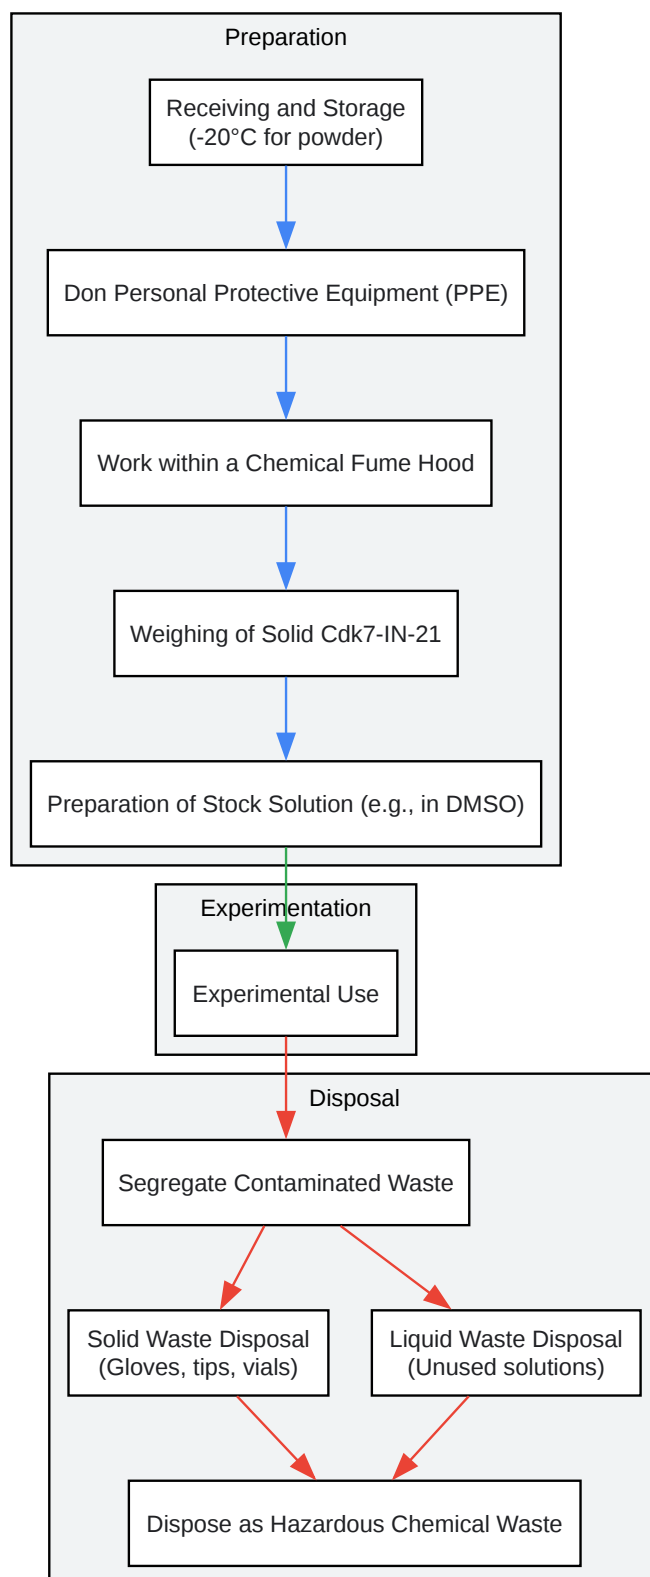 Preparation
Receiving and Storage
(-20°C for powder)
Don Personal Protective Equipment (PPE)
Work within a Chemical Fume Hood
Weighing of Solid Cdk7-IN-21
Preparation of Stock Solution (e.g., in DMSO)
Experimentation
Experimental Use
Disposal
Segregate Contaminated Waste
Solid Waste Disposal
(Gloves, tips, vials)
Liquid Waste Disposal
(Unused solutions)
Dispose as Hazardous Chemical Waste